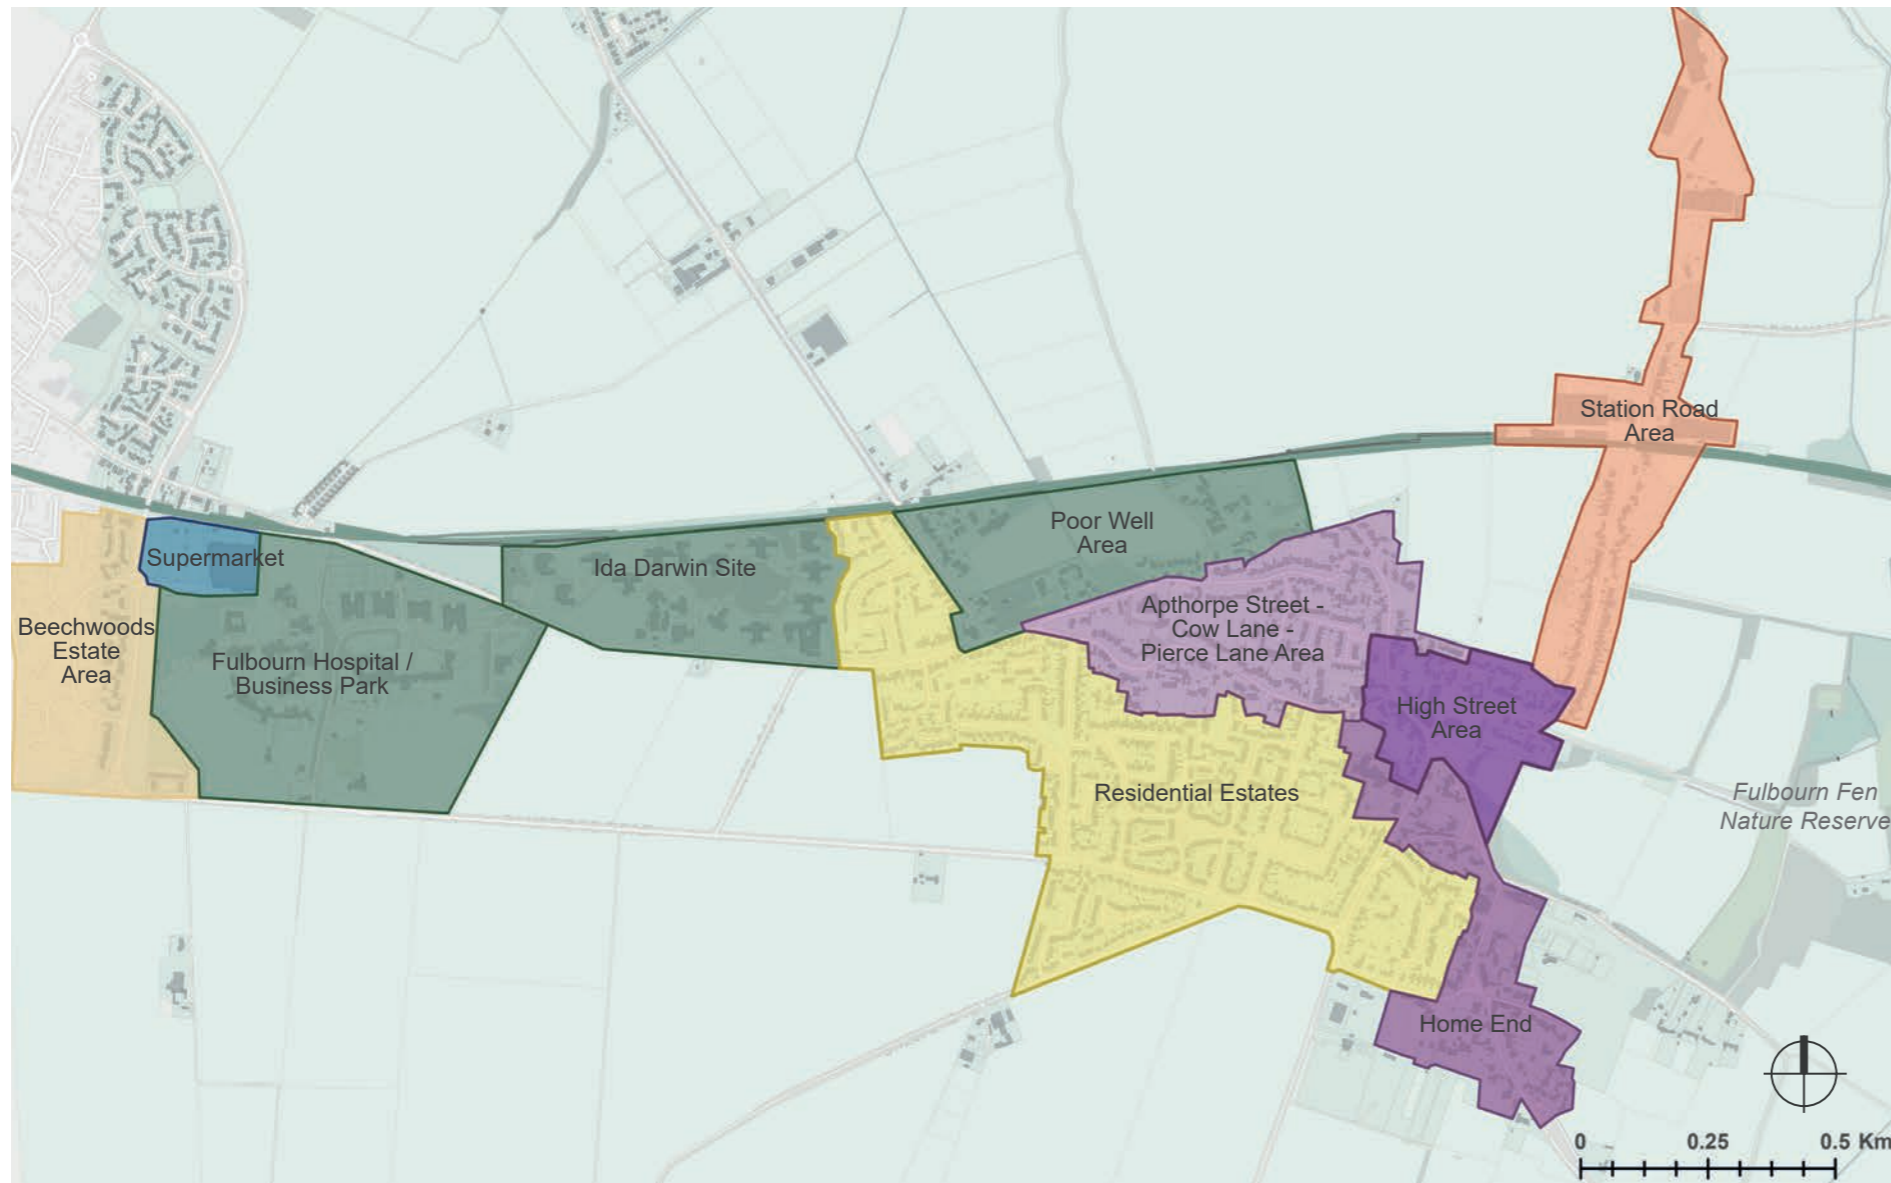 Station Road
Area
Poor Well
Area
Supermarket
Ida Darwin Site
Apthorpe Street -
Cow Lane -
Pierce Lane Area
Beechwoods
Estate
Area
Fulbourn Hospital /
Business Park
High Street
Area
Residential Estates
Fulbourn Fen
Nature Reserve
Home End
0 0.25 0.5 Km